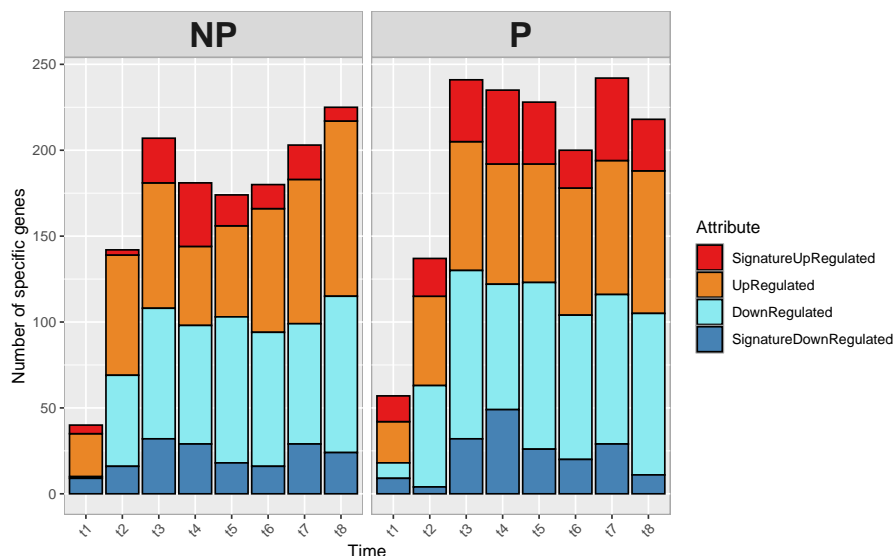 NP P
Number of specific genes
250
200
150
100
50
0
t1 t2 t3 t4 t5 t6 t7 t8 t1 t2 t3 t4 t5 t6 t7 t8
Time
Attribute
SignatureUpRegulated
UpRegulated
DownRegulated
SignatureDownRegulated